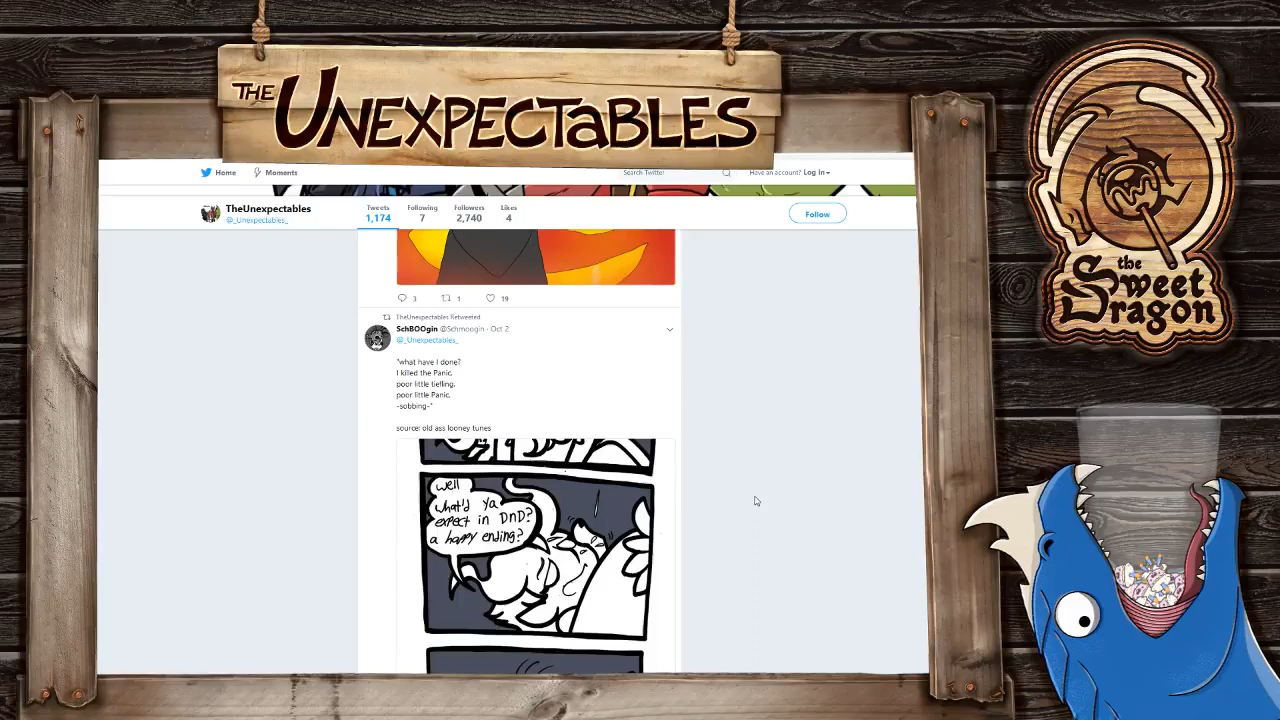 THE UNEXPECTABLES
Home Moments Search Twitter Have an account? Log In
TheUnexpectables
@_Unexpectables_
Tweets Following Followers Likes
1,174 7 2,740 4
Follow
3 1 19
TheUnexpectables Retweeted
SchBOOgin @Schmoogin · Oct 2
@_Unexpectables_
"what have I done?
I killed the Panic.
poor little tiefling.
poor little Panic.
-sobbing-"
source: old ass looney tunes
well
what'd ya
expect in DnD?
a happy ending?
the
Sweet
Dragon